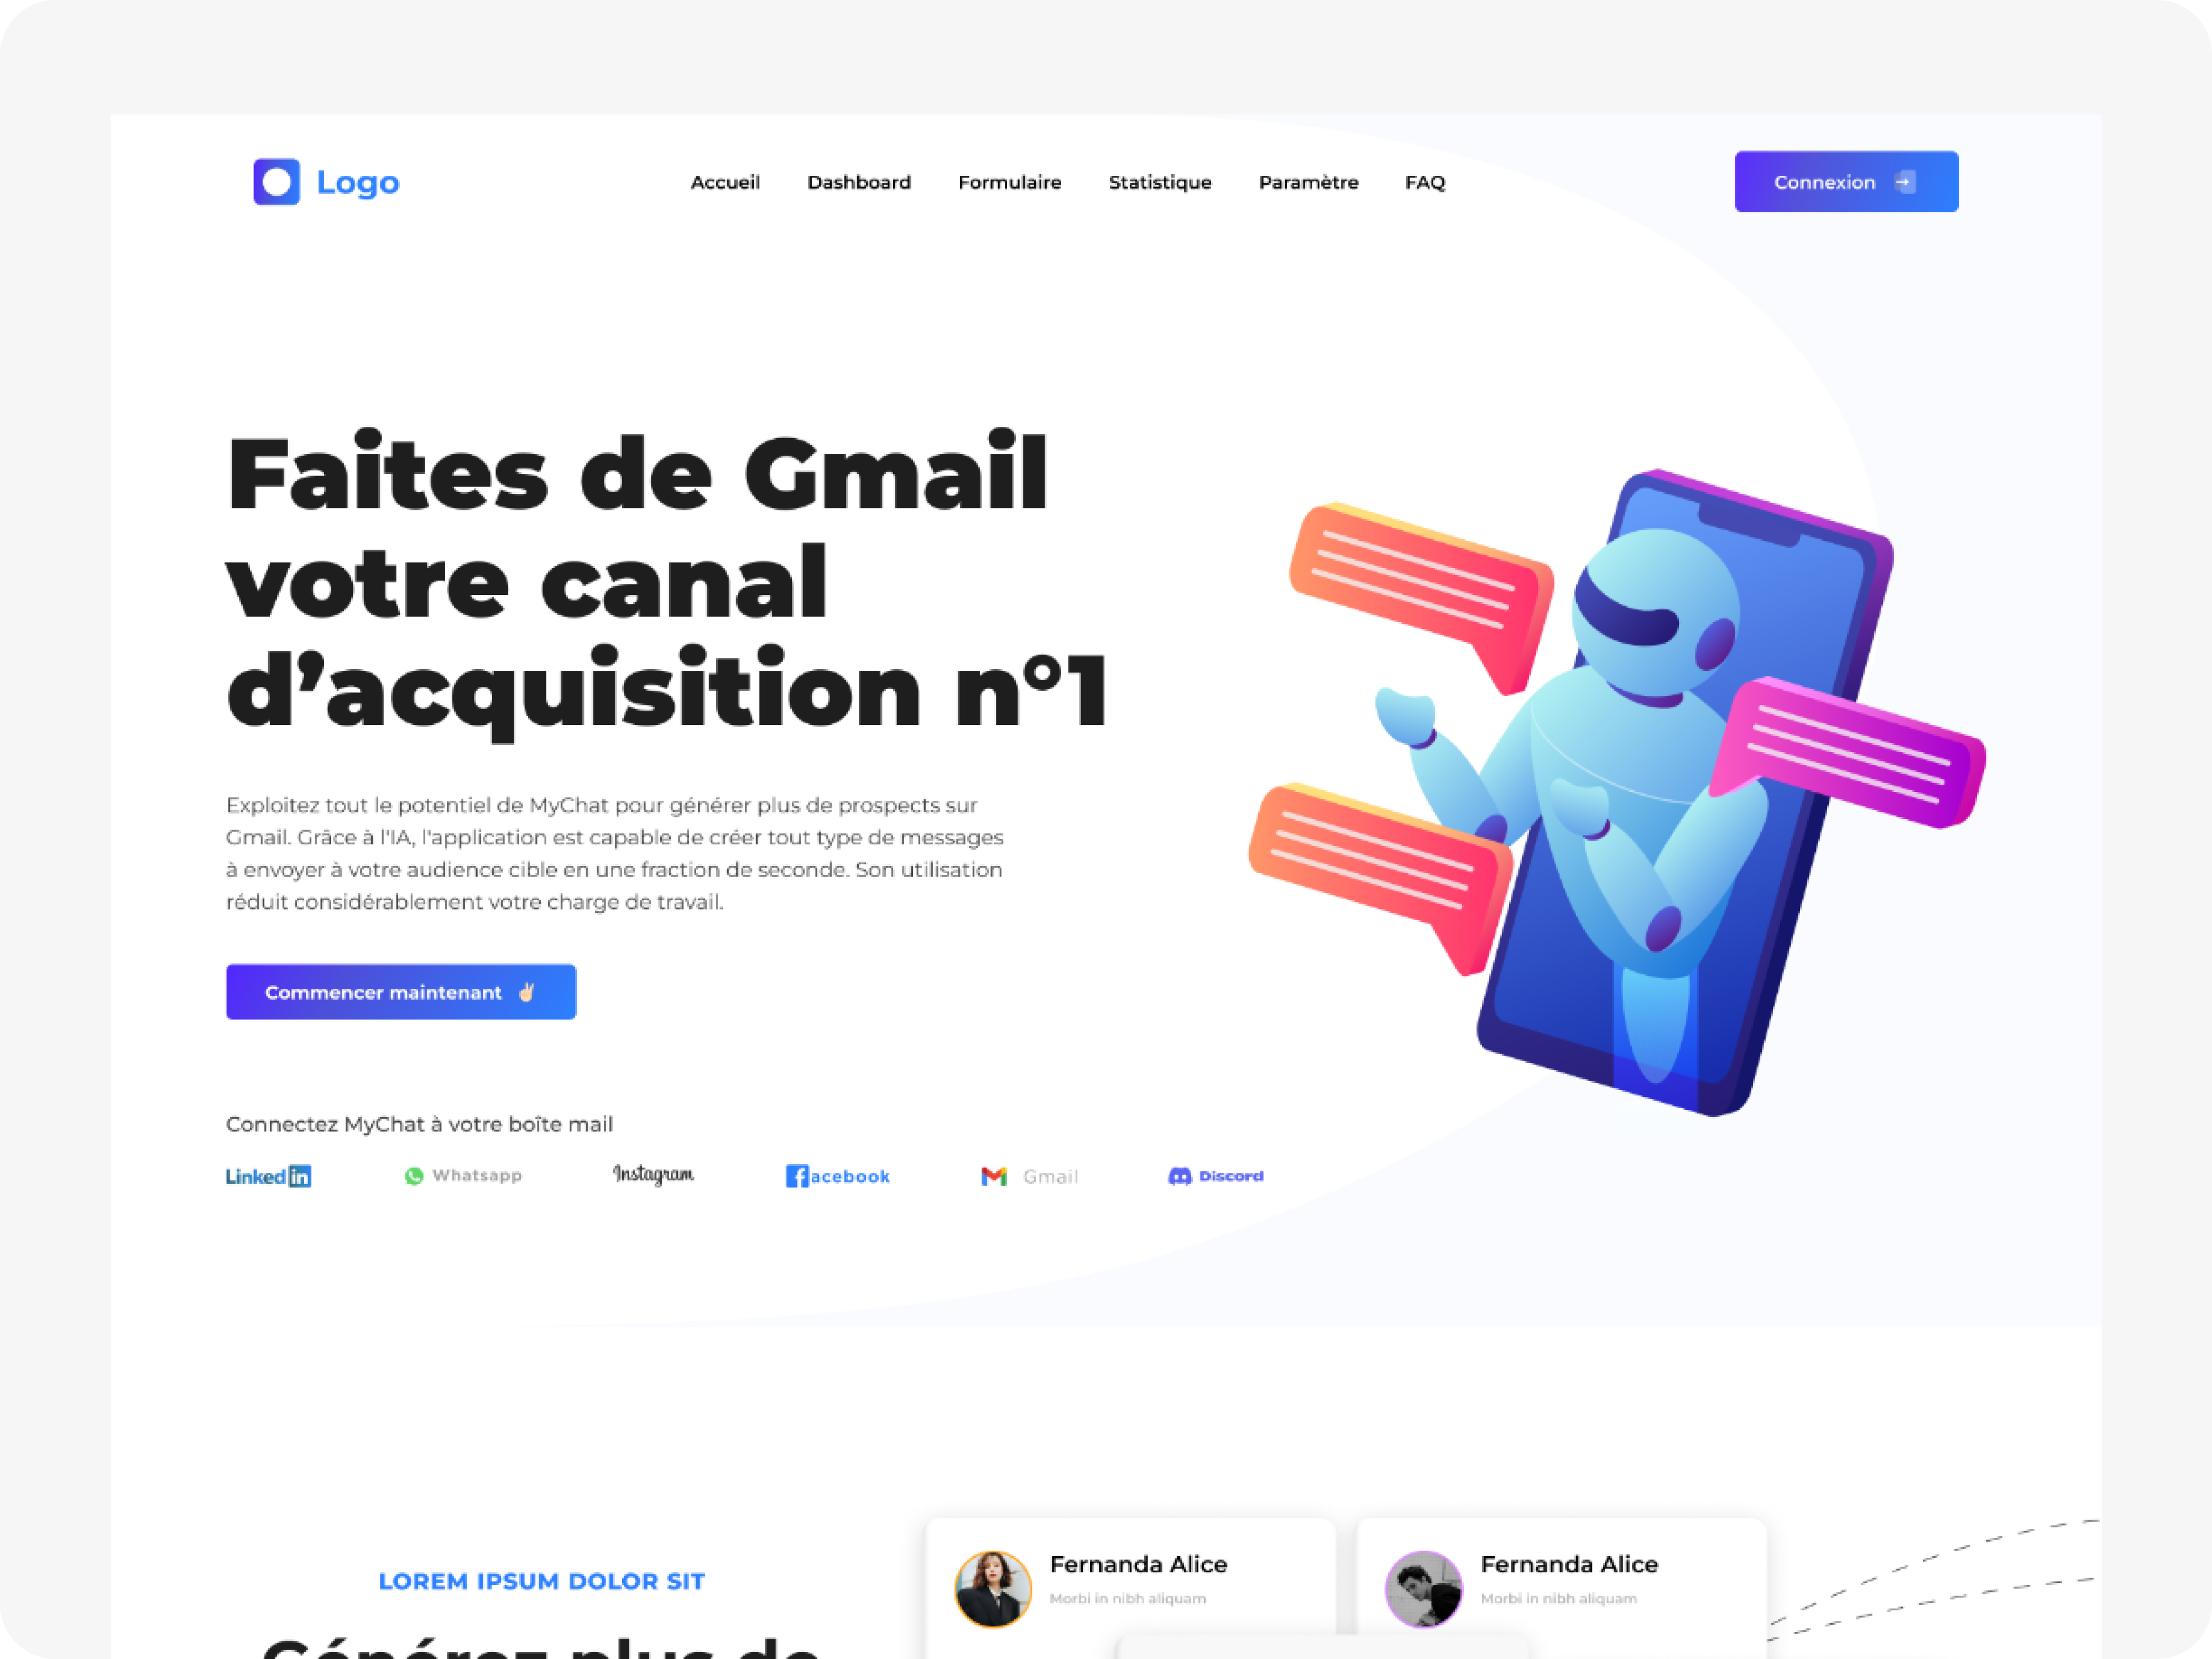 Logo
Accueil Dashboard Formulaire Statistique Paramètre FAQ
Connexion
Faites de Gmail
votre canal
d’acquisition n°1
Exploitez tout le potentiel de MyChat pour générer plus de prospects sur
Gmail. Grâce à l'IA, l'application est capable de créer tout type de messages
à envoyer à votre audience cible en une fraction de seconde. Son utilisation
réduit considérablement votre charge de travail.
Commencer maintenant ✌🏻
Connectez MyChat à votre boîte mail
Linkedin Whatsapp Instagram facebook Gmail Discord
LOREM IPSUM DOLOR SIT
Générez plus de
Fernanda Alice
Morbi in nibh aliquam
Fernanda Alice
Morbi in nibh aliquam